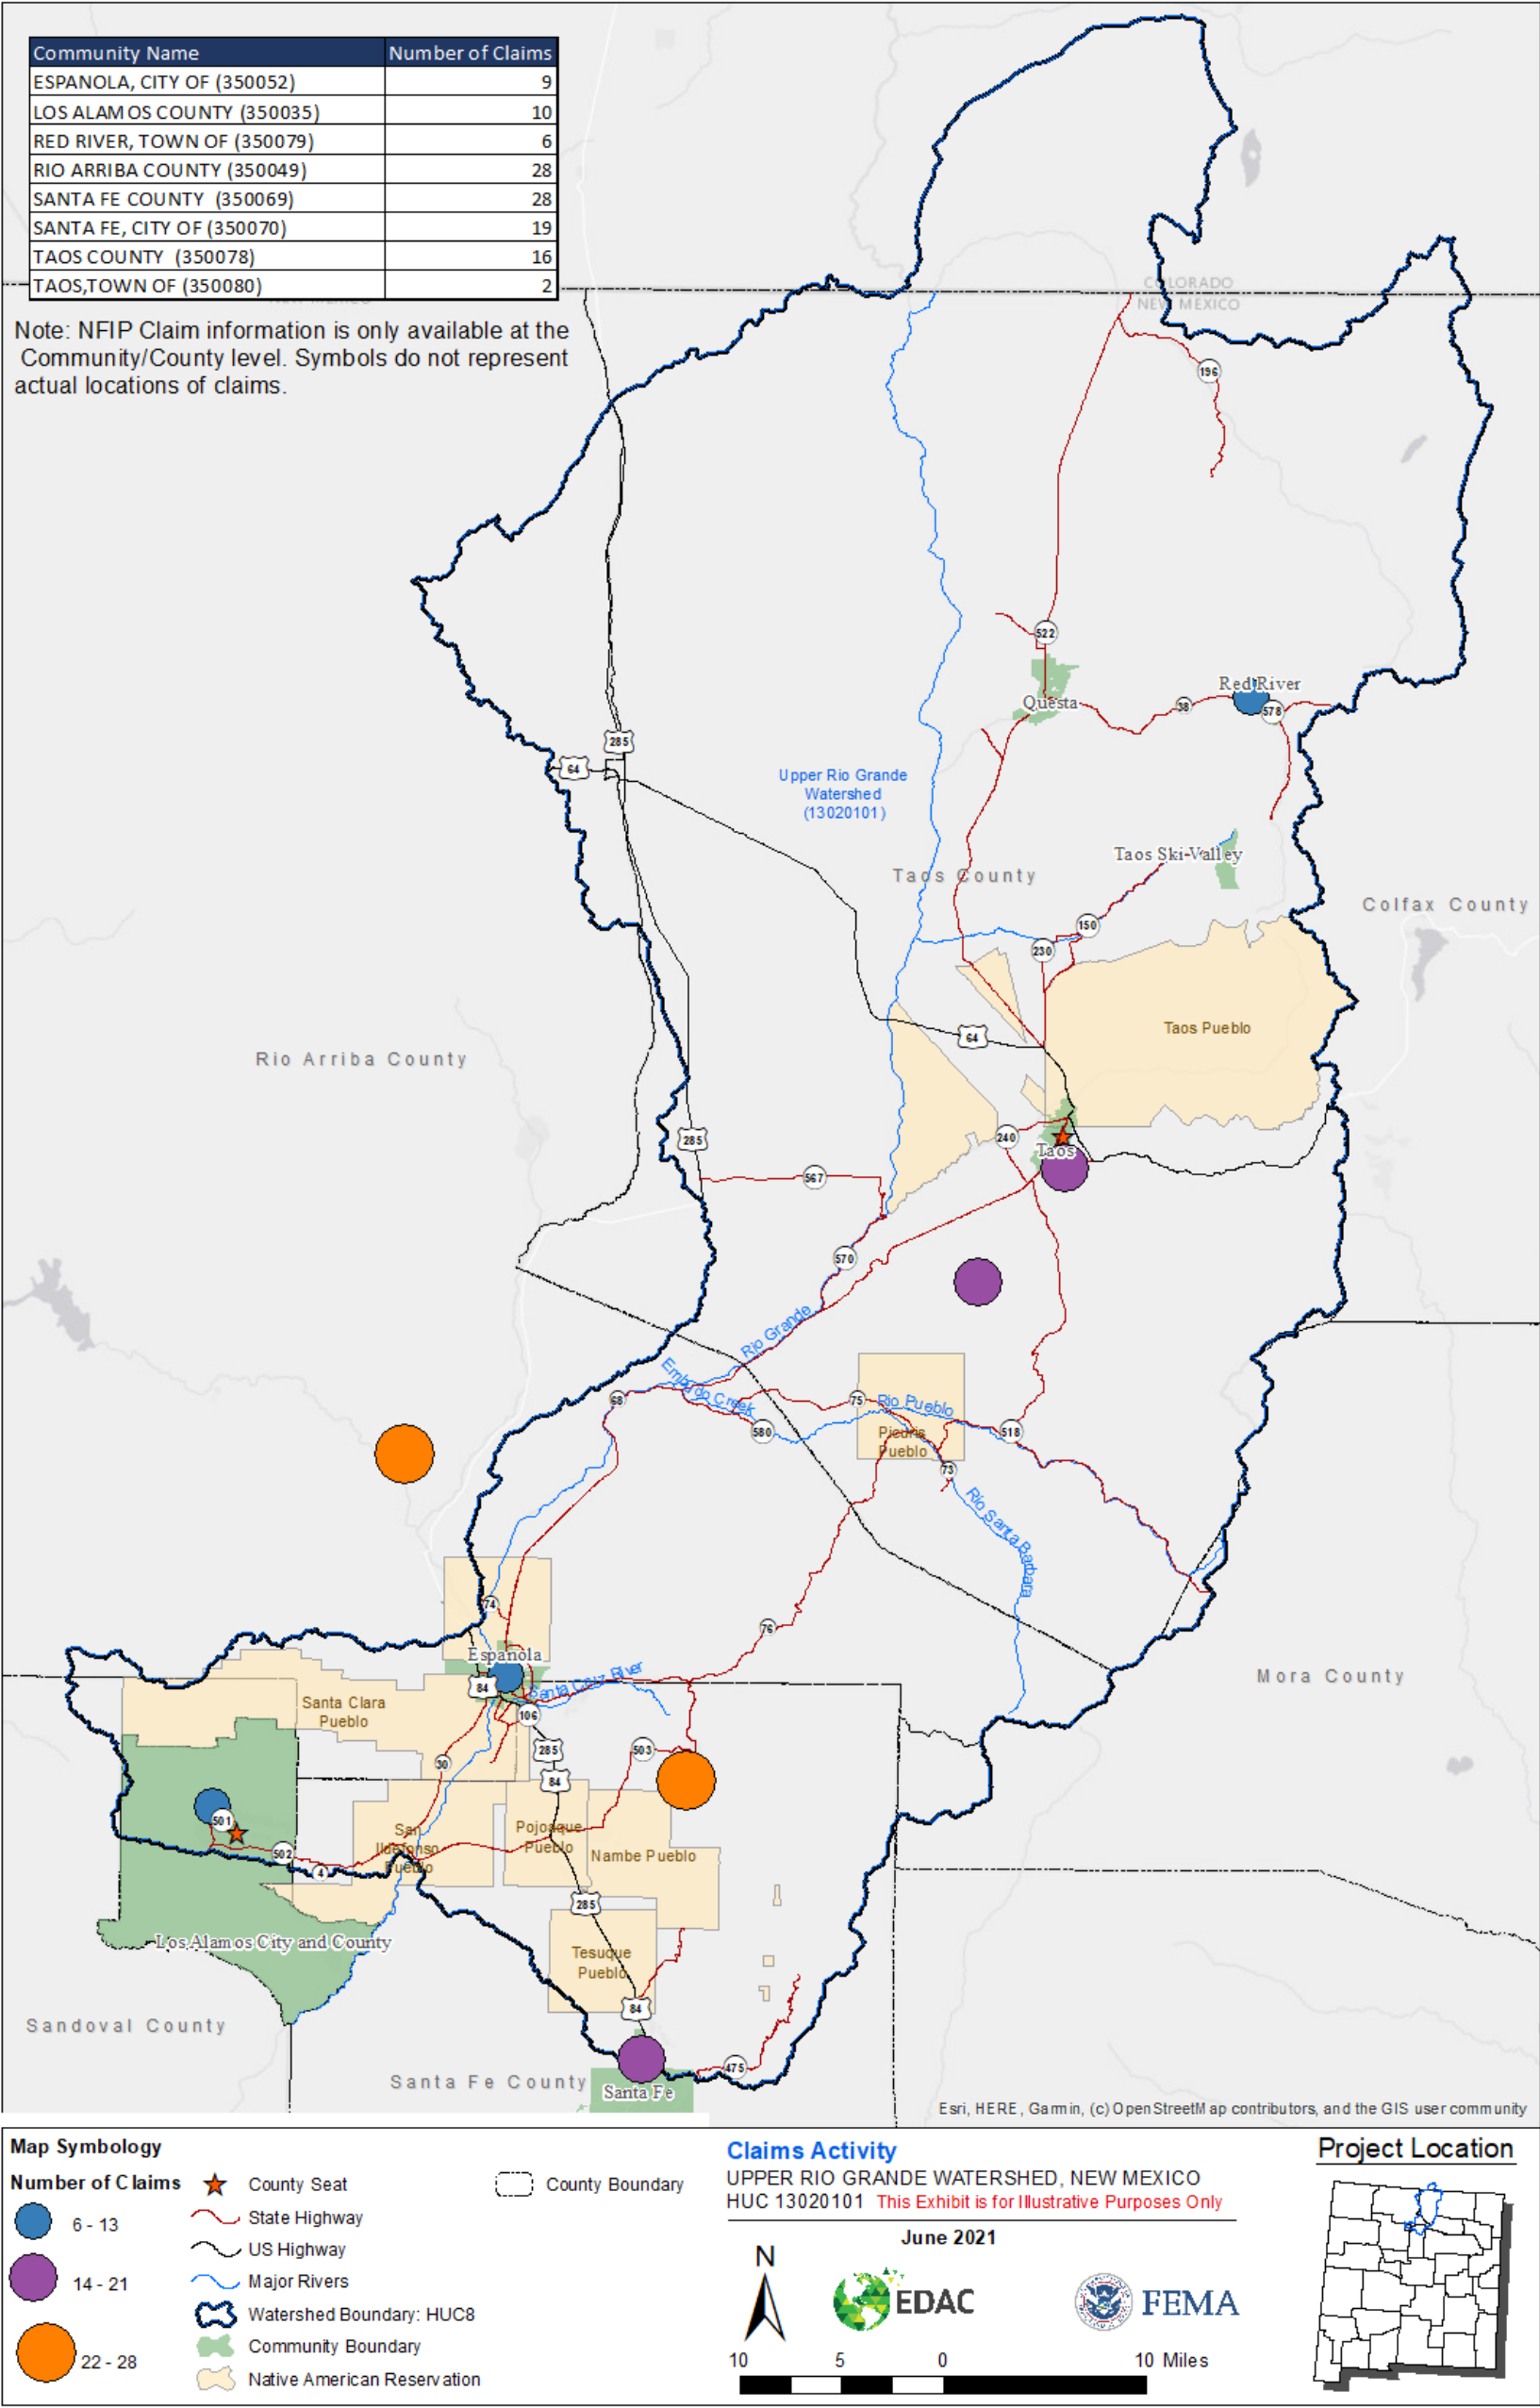 Community Name Number of Claims
ESPANOLA, CITY OF (350052) 9
LOS ALAMOS COUNTY (350035) 10
RED RIVER, TOWN OF (350079) 6
RIO ARRIBA COUNTY (350049) 28
SANTA FE COUNTY (350069) 28
SANTA FE, CITY OF (350070) 19
TAOS COUNTY (350078) 16
TAOS,TOWN OF (350080) 2
COLORADO
NEW MEXICO
Note: NFIP Claim information is only available at the
Community/County level. Symbols do not represent
actual locations of claims.
196
522
Red River
Questa
38
578
285
64
Upper Rio Grande
Watershed
(13020101)
Taos Ski Valley
Taos County
Colfax County
150
230
Taos Pueblo
64
Rio Arriba County
285
240
Taos
567
570
Rio Grande
Embudo Creek
68
75
Rio Pueblo
580
Picuris
Pueblo
518
73
Rio Santa Barbara
74
76
Española
Santa Cruz River
84
Mora County
Santa Clara
Pueblo
106
285
503
30
84
501
San
Ildefonso
Pueblo
Pojoaque
Pueblo
Nambe Pueblo
502
4
285
Los Alamos City and County
Tesuque
Pueblo
84
Sandoval County
475
Santa Fe County
Santa Fe
Esri, HERE, Garmin, (c) OpenStreetMap contributors, and the GIS user community
Map Symbology
Number of Claims
6 - 13
14 - 21
22 - 28
County Seat
State Highway
US Highway
Major Rivers
Watershed Boundary: HUC8
Community Boundary
Native American Reservation
County Boundary
Claims Activity
UPPER RIO GRANDE WATERSHED, NEW MEXICO
HUC 13020101 This Exhibit is for Illustrative Purposes Only
June 2021
N
EDAC
FEMA
10 5 0 10 Miles
Project Location